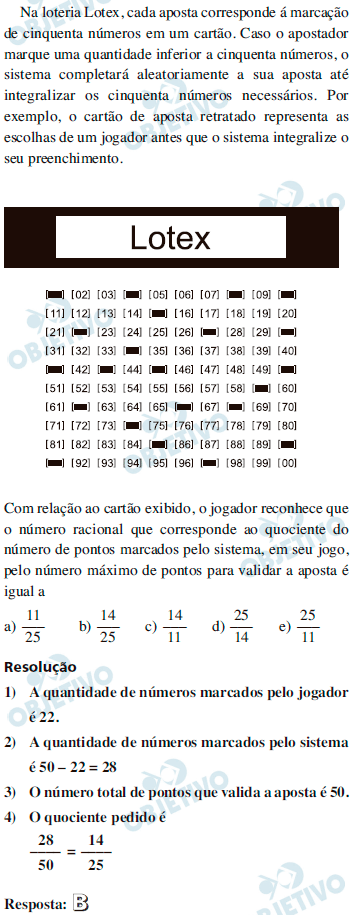 Na loteria Lotex, cada aposta corresponde á marcação
de cinquenta números em um cartão. Caso o apostador
marque uma quantidade inferior a cinquenta números, o
sistema completará aleatoriamente a sua aposta até
integralizar os cinquenta números necessários. Por
exemplo, o cartão de aposta retratado representa as
escolhas de um jogador antes que o sistema integralize o
seu preenchimento.
Lotex
[▬] [02] [03] [▬] [05] [06] [07] [▬] [09] [▬]
[11] [12] [13] [14] [▬] [16] [17] [18] [19] [20]
[21] [▬] [23] [24] [25] [26] [▬] [28] [29] [▬]
[31] [32] [33] [▬] [35] [36] [37] [38] [39] [40]
[▬] [42] [▬] [44] [▬] [46] [47] [48] [49] [▬]
[51] [52] [53] [54] [55] [56] [57] [58] [▬] [60]
[61] [▬] [63] [64] [65] [▬] [67] [▬] [69] [70]
[71] [72] [73] [▬] [75] [76] [77] [78] [79] [80]
[81] [82] [83] [84] [▬] [86] [87] [88] [89] [▬]
[▬] [92] [93] [94] [95] [96] [▬] [98] [99] [00]
Com relação ao cartão exibido, o jogador reconhece que
o número racional que corresponde ao quociente do
número de pontos marcados pelo sistema, em seu jogo,
pelo número máximo de pontos para validar a aposta é
igual a
a) 11/25 b) 14/25 c) 14/11 d) 25/14 e) 25/11
Resolução
1) A quantidade de números marcados pelo jogador
é 22.
2) A quantidade de números marcados pelo sistema
é 50 – 22 = 28
3) O número total de pontos que valida a aposta é 50.
4) O quociente pedido é
28/50 = 14/25
Resposta: B
OBJETIVO